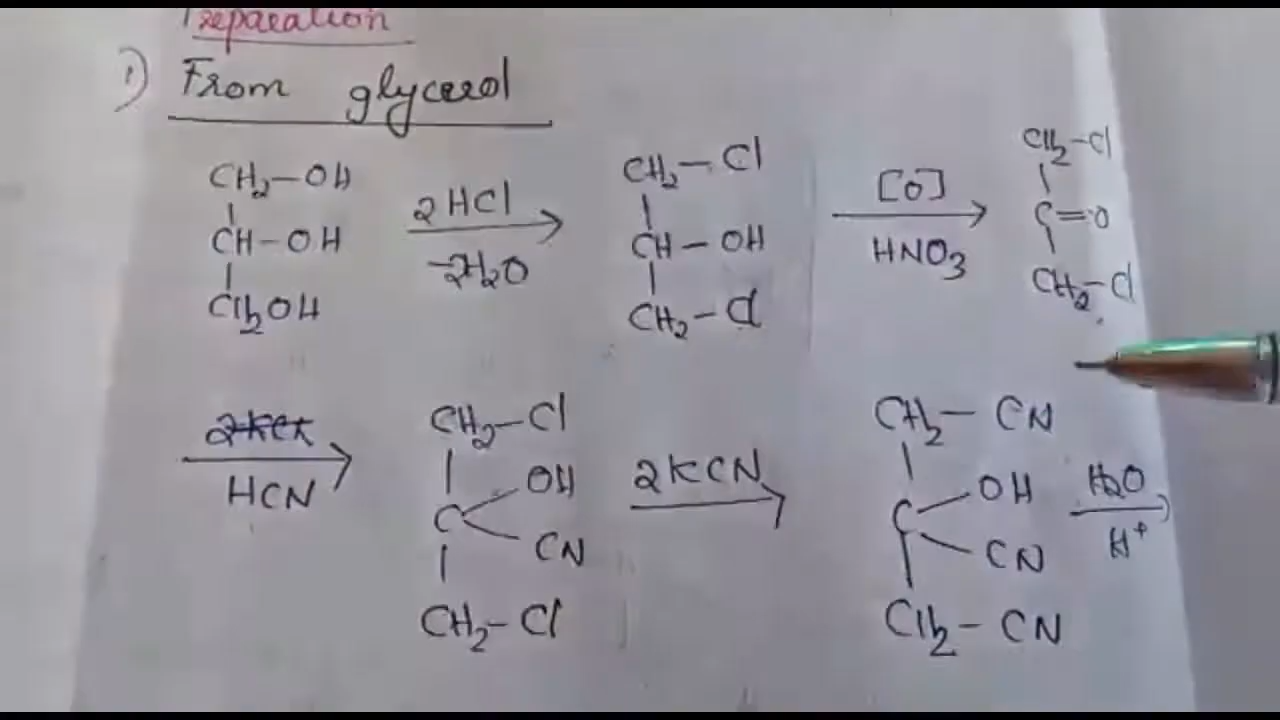 Preparation
1) From glycerol
CH2-OH CH2-Cl [O] CH2-Cl
CH-OH 2HCl CH-OH HNO3 C=O
CH2OH -2H2O CH2-Cl CH2-Cl
CH2-Cl CH2-CN
HCN C OH 2KCN C OH H2O
CN CN H+
CH2-Cl CH2-CN